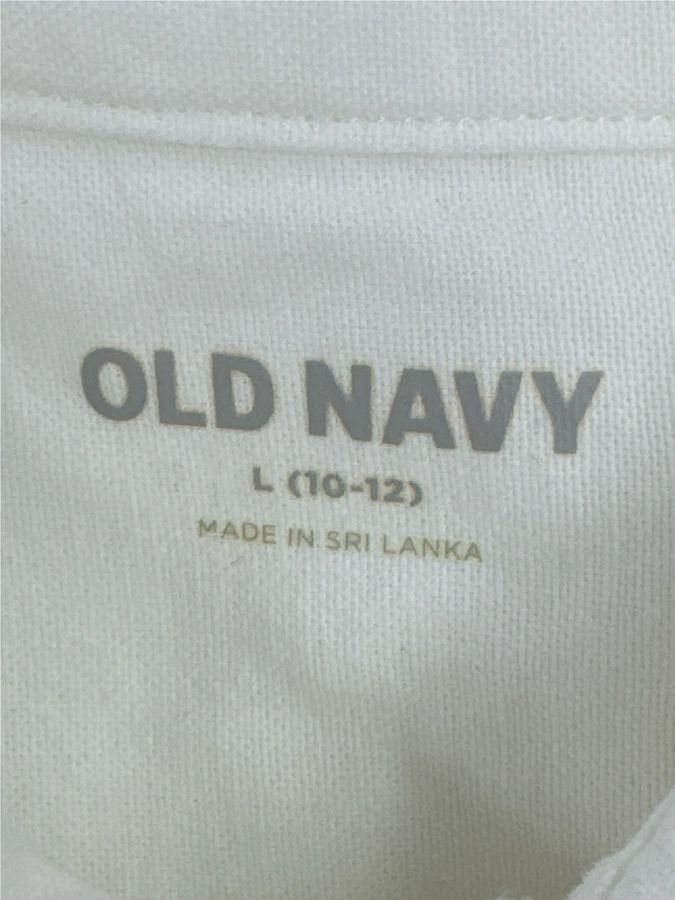 OLD NAVY
L (10-12)
MADE IN SRI LANKA